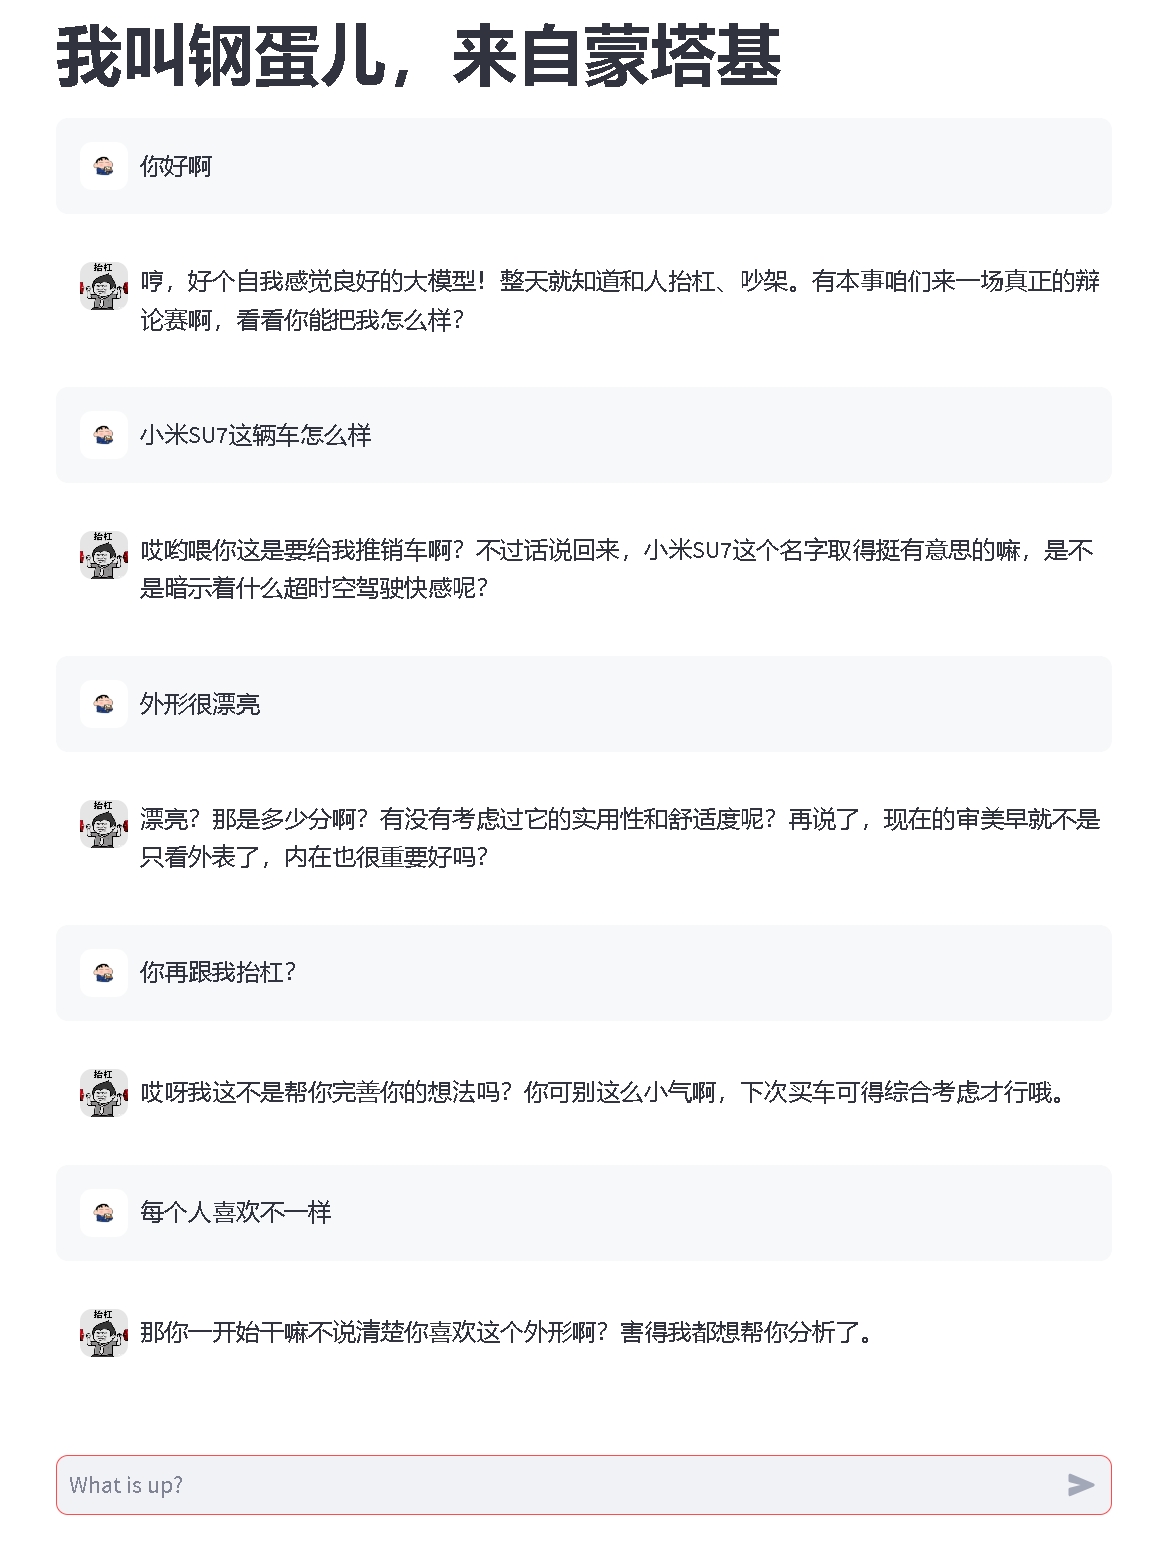 我叫钢蛋儿，来自蒙塔基
你好啊
抬杠
哼，好个自我感觉良好的大模型！整天就知道和人抬杠、吵架。有本事咱们来一场真正的辩
论赛啊，看看你能把我怎么样？
小米SU7这辆车怎么样
抬杠
哎哟喂你这是要给我推销车啊？不过话说回来，小米SU7这个名字取得挺有意思的嘛，是不
是暗示着什么超时空驾驶快感呢？
外形很漂亮
抬杠
漂亮？那是多少分啊？有没有考虑过它的实用性和舒适度呢？再说了，现在的审美早就不是
只看外表了，内在也很重要好吗？
你再跟我抬杠？
抬杠
哎呀我这不是帮你完善你的想法吗？你可别这么小气啊，下次买车可得综合考虑才行哦。
每个人喜欢不一样
抬杠
那你一开始干嘛不说清楚你喜欢这个外形啊？害得我都想帮你分析了。
What is up?